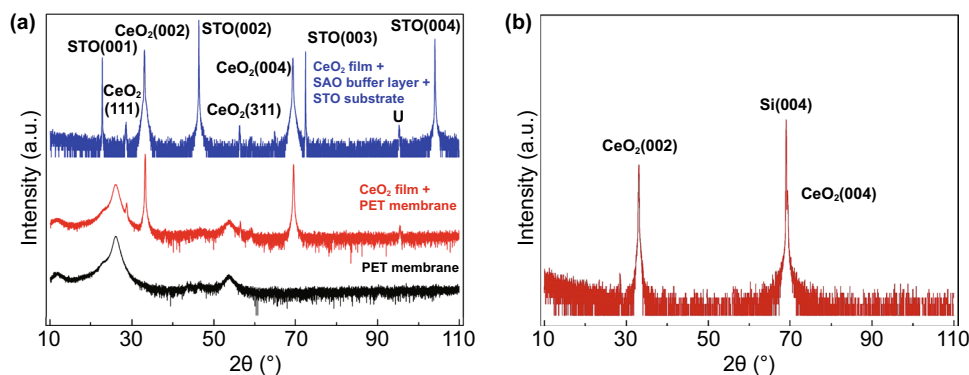 (a)
STO(001)
CeO₂(002)
STO(002)
STO(003)
STO(004)
CeO₂
(111)
CeO₂(004)
CeO₂(311)
CeO₂ film +
SAO buffer layer +
STO substrate
U
CeO₂ film +
PET membrane
PET membrane
Intensity (a.u.)
10 30 50 70 90 110
2θ (°)
(b)
CeO₂(002)
Si(004)
CeO₂(004)
Intensity (a.u.)
10 30 50 70 90 110
2θ (°)